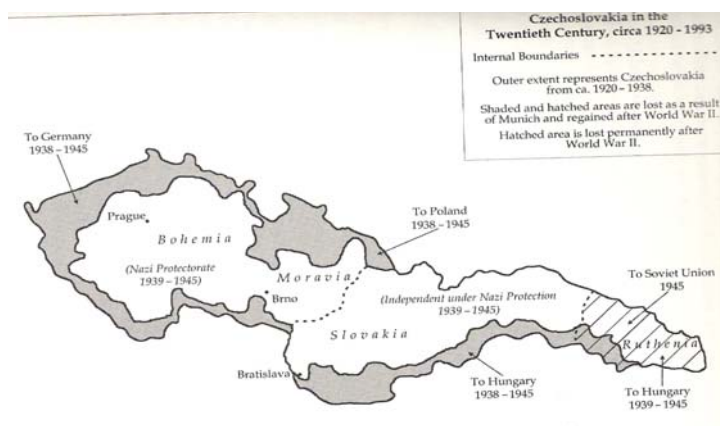 Czechoslovakia in the
Twentieth Century, circa 1920 - 1993
Internal Boundaries
Outer extent represents Czechoslovakia
from ca. 1920 – 1938.
Shaded and hatched areas are lost as a result
of Munich and regained after World War II.
Hatched area is lost permanently after
World War II.
To Germany
1938 – 1945
To Poland
1938 – 1945
Prague
Bohemia
(Nazi Protectorate
1939 – 1945)
Moravia
Brno
To Soviet Union
1945
(Independent under Nazi Protection
1939 – 1945)
Slovakia
Ruthenia
Bratislava
To Hungary
1938 – 1945
To Hungary
1939 – 1945